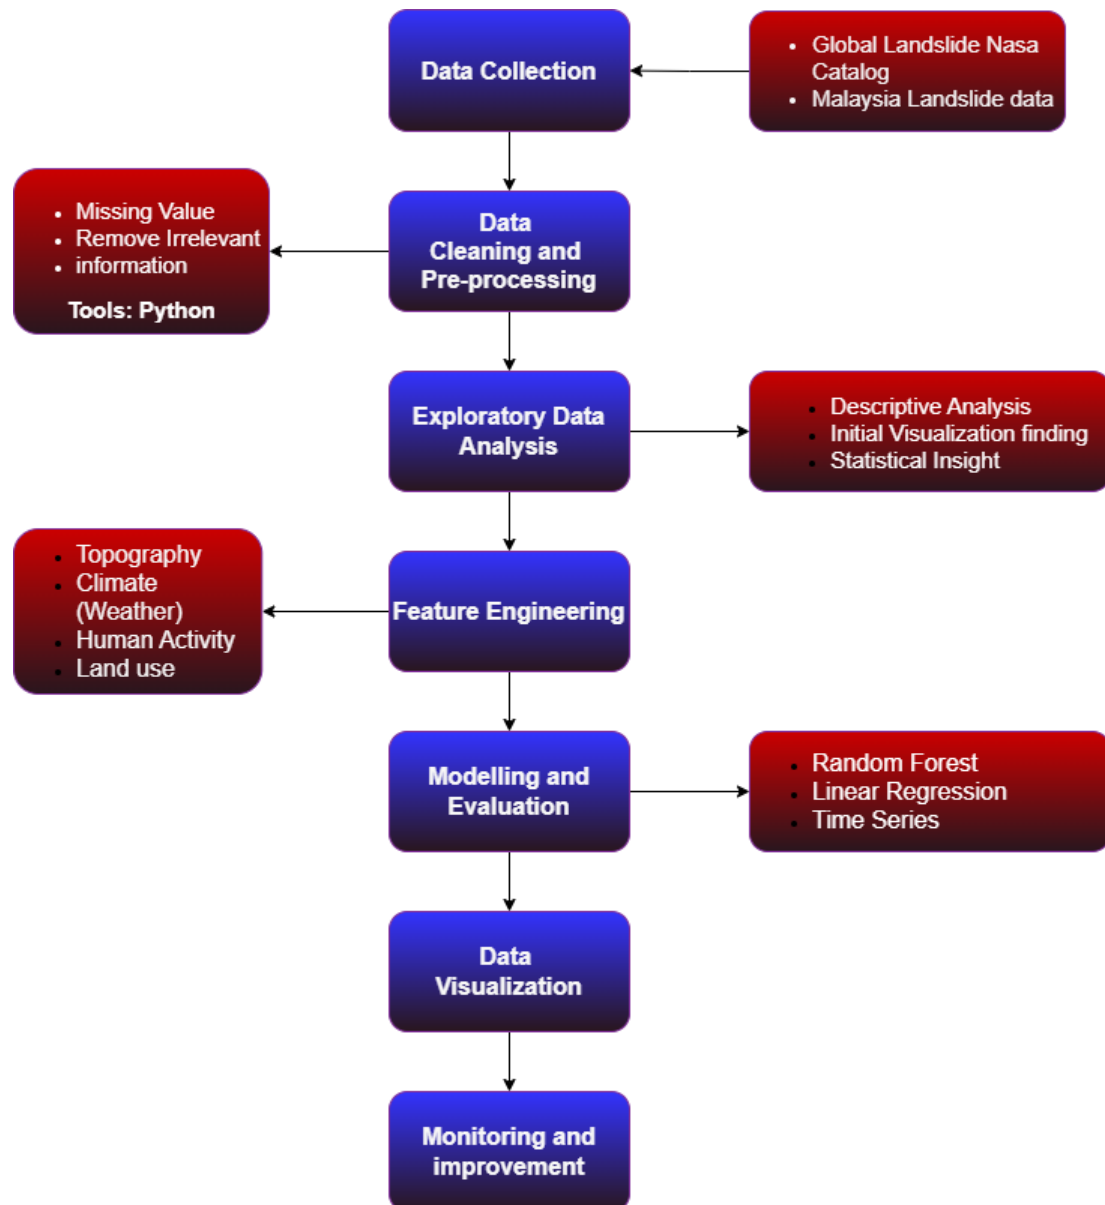 Data Collection
• Global Landslide Nasa
Catalog
• Malaysia Landslide data
• Missing Value
• Remove Irrelevant
• information
Tools: Python
Data
Cleaning and
Pre-processing
Exploratory Data
Analysis
• Descriptive Analysis
• Initial Visualization finding
• Statistical Insight
• Topography
• Climate
(Weather)
• Human Activity
• Land use
Feature Engineering
Modelling and
Evaluation
• Random Forest
• Linear Regression
• Time Series
Data
Visualization
Monitoring and
improvement